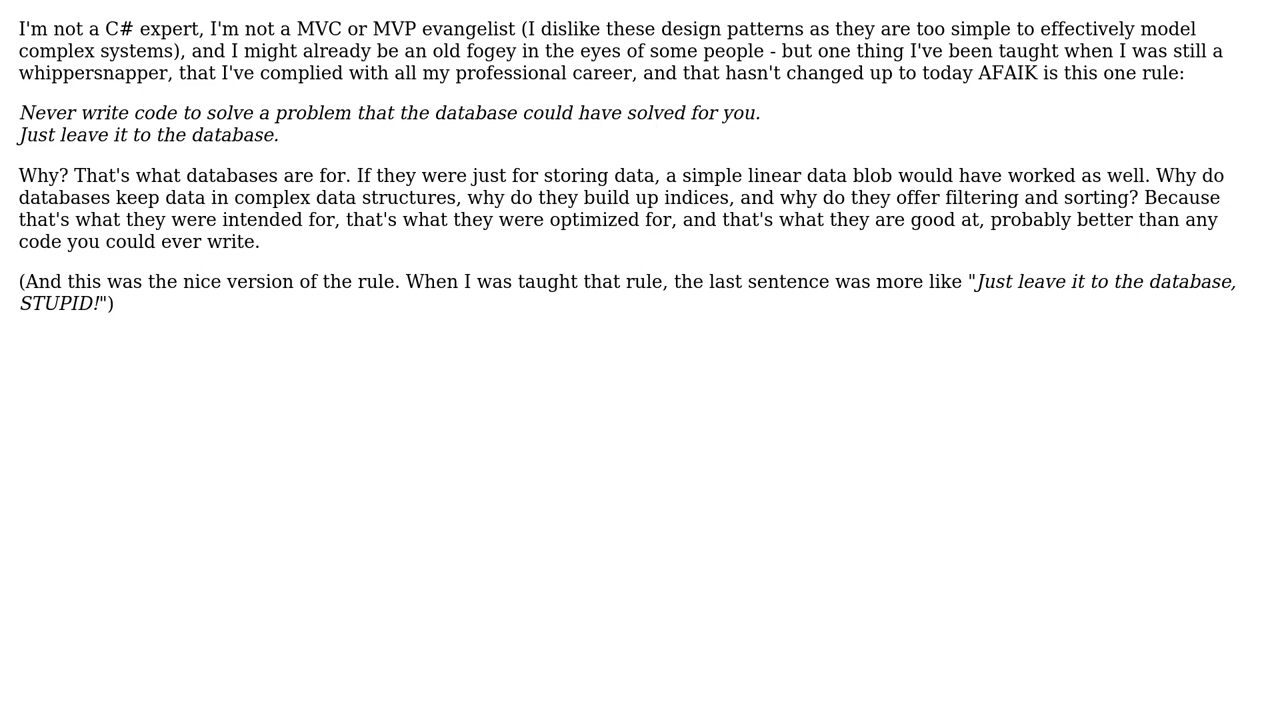 I'm not a C# expert, I'm not a MVC or MVP evangelist (I dislike these design patterns as they are too simple to effectively model
complex systems), and I might already be an old fogey in the eyes of some people - but one thing I've been taught when I was still a
whippersnapper, that I've complied with all my professional career, and that hasn't changed up to today AFAIK is this one rule:
Never write code to solve a problem that the database could have solved for you.
Just leave it to the database.
Why? That's what databases are for. If they were just for storing data, a simple linear data blob would have worked as well. Why do
databases keep data in complex data structures, why do they build up indices, and why do they offer filtering and sorting? Because
that's what they were intended for, that's what they were optimized for, and that's what they are good at, probably better than any
code you could ever write.
(And this was the nice version of the rule. When I was taught that rule, the last sentence was more like "Just leave it to the database,
STUPID!")